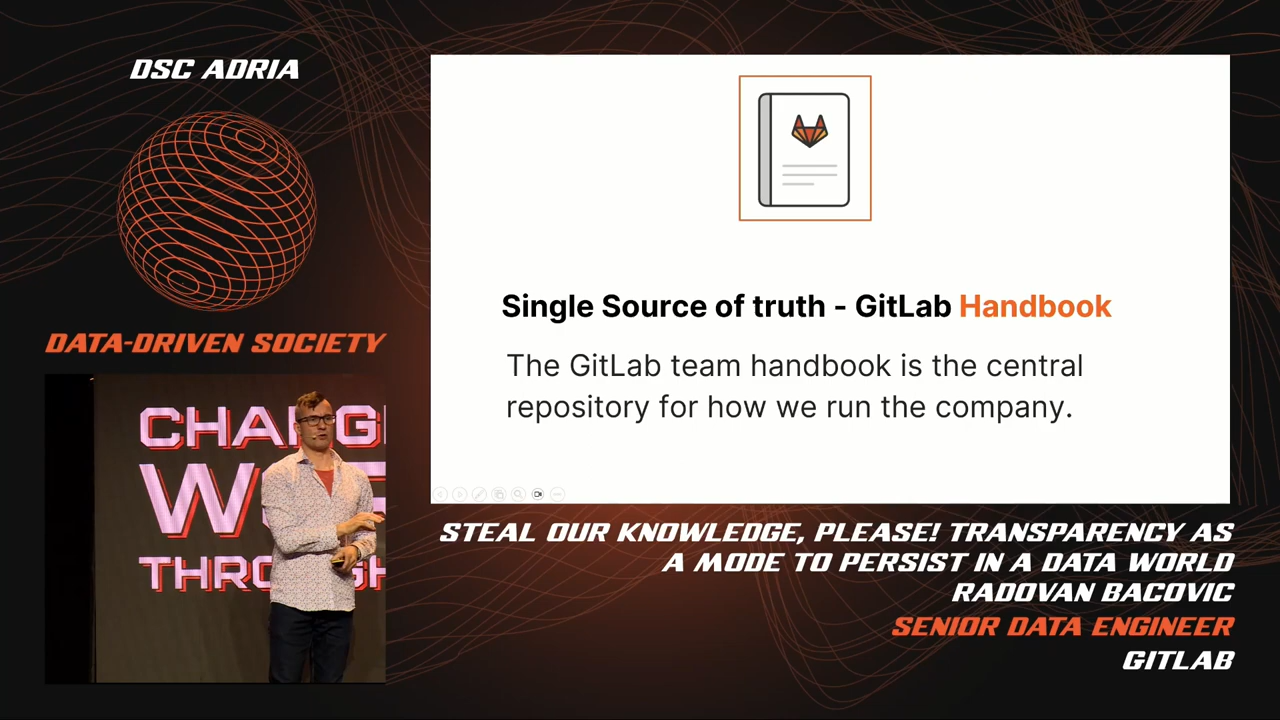 DSC ADRIA
DATA-DRIVEN SOCIETY
Single Source of truth - GitLab Handbook
The GitLab team handbook is the central
repository for how we run the company.
STEAL OUR KNOWLEDGE, PLEASE! TRANSPARENCY AS
A MODE TO PERSIST IN A DATA WORLD
RADOVAN BACOVIC
SENIOR DATA ENGINEER
GITLAB